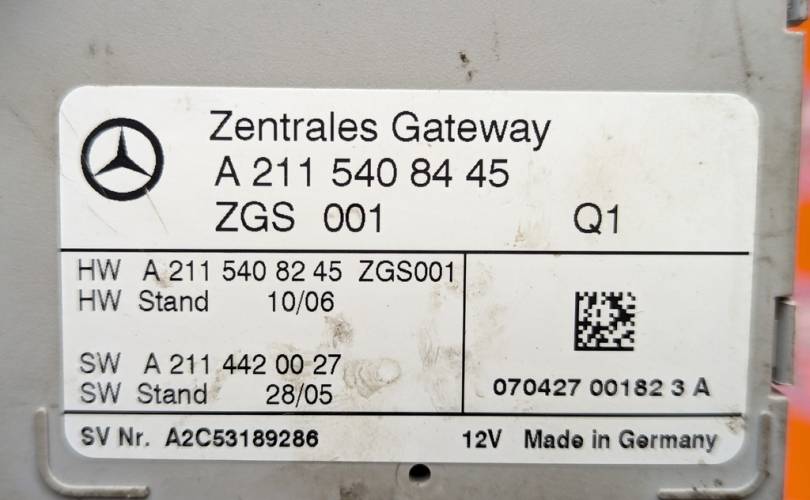 Zentrales Gateway
A 211 540 84 45
ZGS 001 Q1
HW A 211 540 82 45 ZGS001
HW Stand 10/06
SW A 211 442 00 27
SW Stand 28/05
070427 00182 3 A
SV Nr. A2C53189286 12V Made in Germany